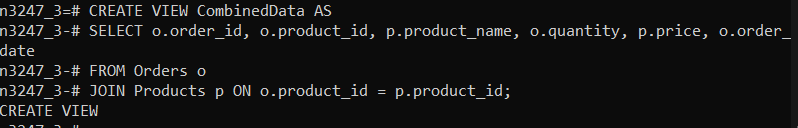 n3247_3=# CREATE VIEW CombinedData AS
n3247_3-# SELECT o.order_id, o.product_id, p.product_name, o.quantity, p.price, o.order_
date
n3247_3-# FROM Orders o
n3247_3-# JOIN Products p ON o.product_id = p.product_id;
CREATE VIEW